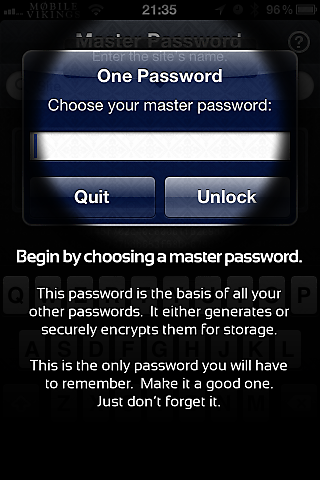 MOBILE 21:35 96%
VIKING
Master Password ?
Enter the site's name.
One Password
Choose your master password:
Quit Unlock
Begin by choosing a master password.
Q P
This password is the basis of all your
other passwords. It either generates or
securely encrypts them for storage.
A S D F G H J K L
This is the only password you will have
to remember. Make it a good one.
Just don't forget it.